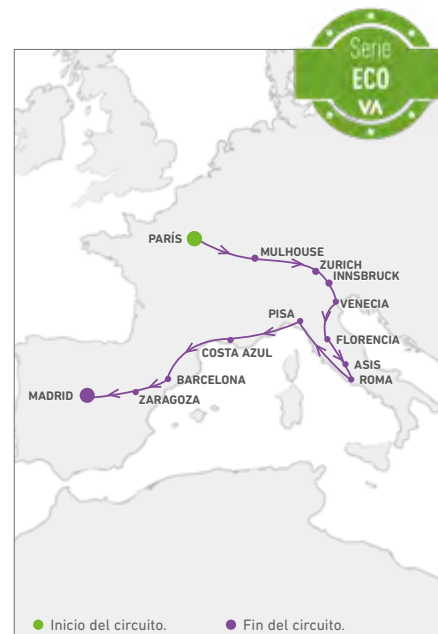 Serie
ECO
VA
PARÍS
MULHOUSE
ZURICH
INNSBRUCK
VENECIA
PISA
FLORENCIA
COSTA AZUL
ASIS
BARCELONA
ROMA
MADRID
ZARAGOZA
Inicio del circuito.
Fin del circuito.